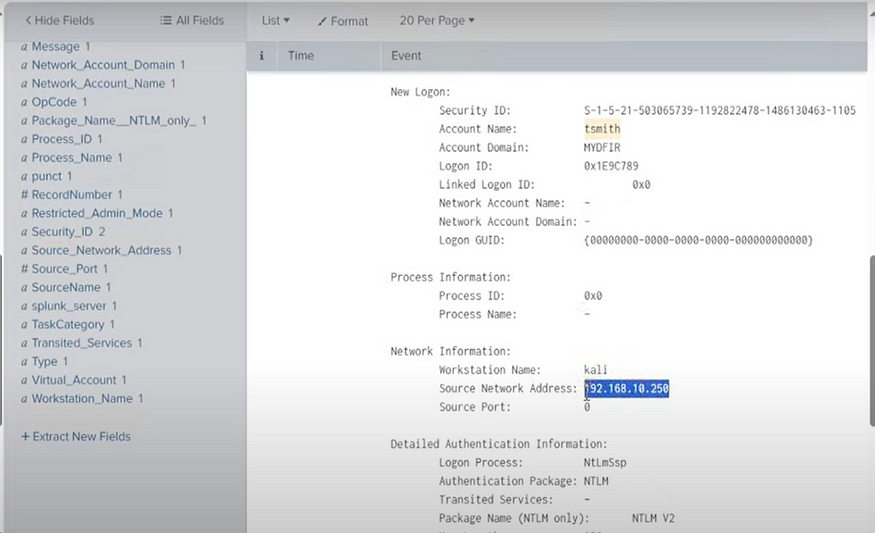 Hide Fields
All Fields
List
Format
20 Per Page
a Message 1
a Network_Account_Domain 1
a Network_Account_Name 1
a OpCode 1
a Package_Name__NTLM_only_ 1
a Process_ID 1
a Process_Name 1
a punct 1
# RecordNumber 1
a Restricted_Admin_Mode 1
a Security_ID 2
a Source_Network_Address 1
# Source_Port 1
a SourceName 1
a splunk_server 1
a TaskCategory 1
a Transited_Services 1
a Type 1
a Virtual_Account 1
a Workstation_Name 1
+ Extract New Fields
i Time Event
New Logon:
Security ID: S-1-5-21-503065739-1192822478-1486130463-1105
Account Name: tsmith
Account Domain: MYDFIR
Logon ID: 0x1E9C789
Linked Logon ID: 0x0
Network Account Name: -
Network Account Domain: -
Logon GUID: {00000000-0000-0000-0000-000000000000}
Process Information:
Process ID: 0x0
Process Name: -
Network Information:
Workstation Name: kali
Source Network Address: 192.168.10.250
Source Port: 0
Detailed Authentication Information:
Logon Process: NtLmSsp
Authentication Package: NTLM
Transited Services: -
Package Name (NTLM only): NTLM V2